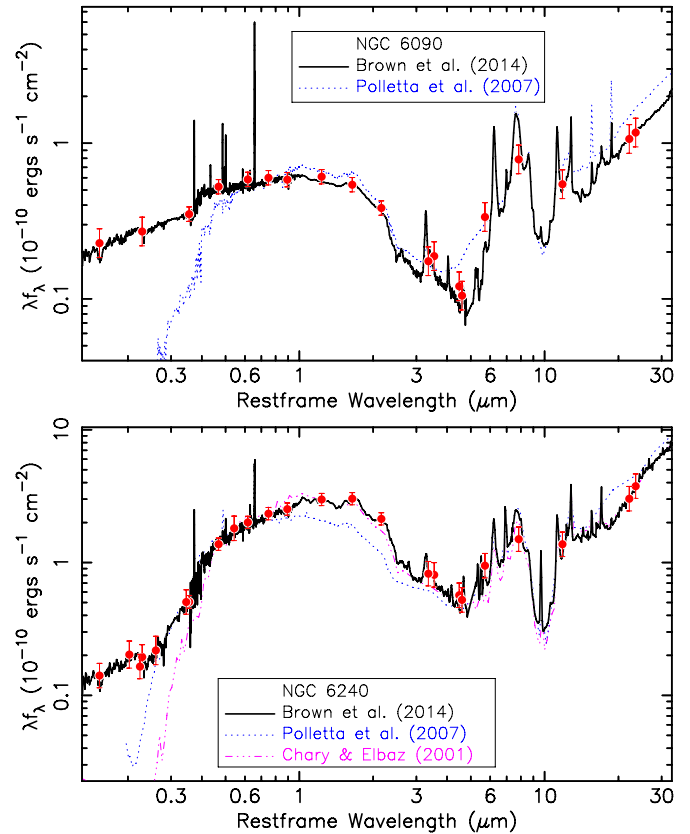 NGC 6090
Brown et al. (2014)
Polletta et al. (2007)
1
0.1
λfλ (10−10 ergs s−1 cm−2)
0.3 0.6 1 3 6 10 30
Restframe Wavelength (μm)
10
1
0.1
λfλ (10−10 ergs s−1 cm−2)
NGC 6240
Brown et al. (2014)
Polletta et al. (2007)
Chary & Elbaz (2001)
0.3 0.6 1 3 6 10 30
Restframe Wavelength (μm)